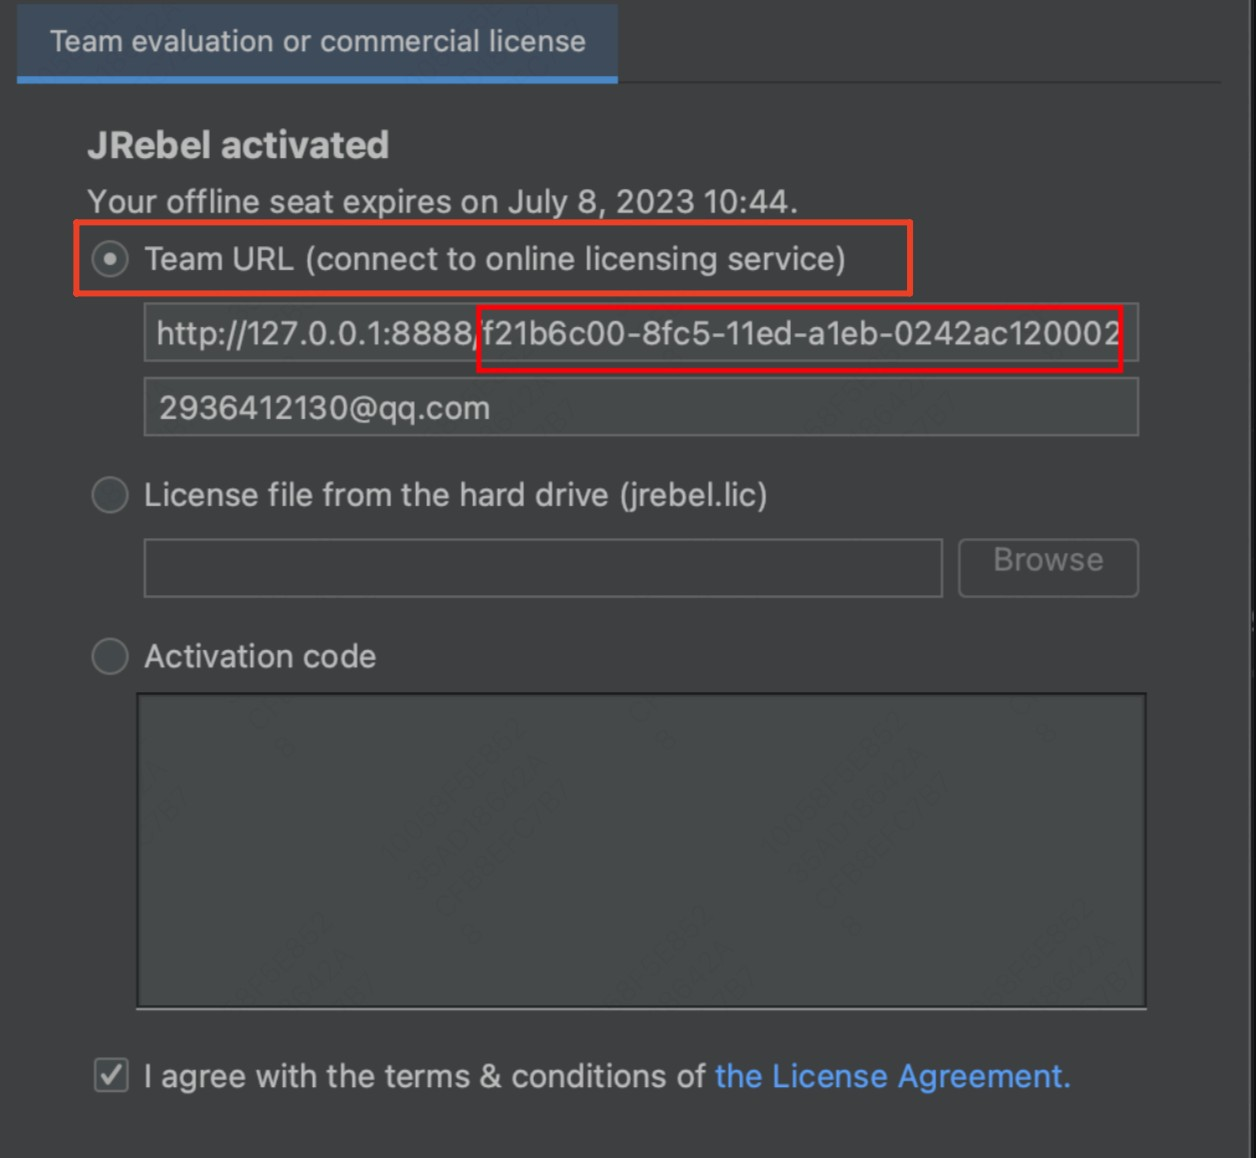 Team evaluation or commercial license
JRebel activated
Your offline seat expires on July 8, 2023 10:44.
Team URL (connect to online licensing service)
http://127.0.0.1:8888/f21b6c00-8fc5-11ed-a1eb-0242ac120002
2936412130@qq.com
License file from the hard drive (jrebel.lic)
Browse
Activation code
I agree with the terms & conditions of the License Agreement.